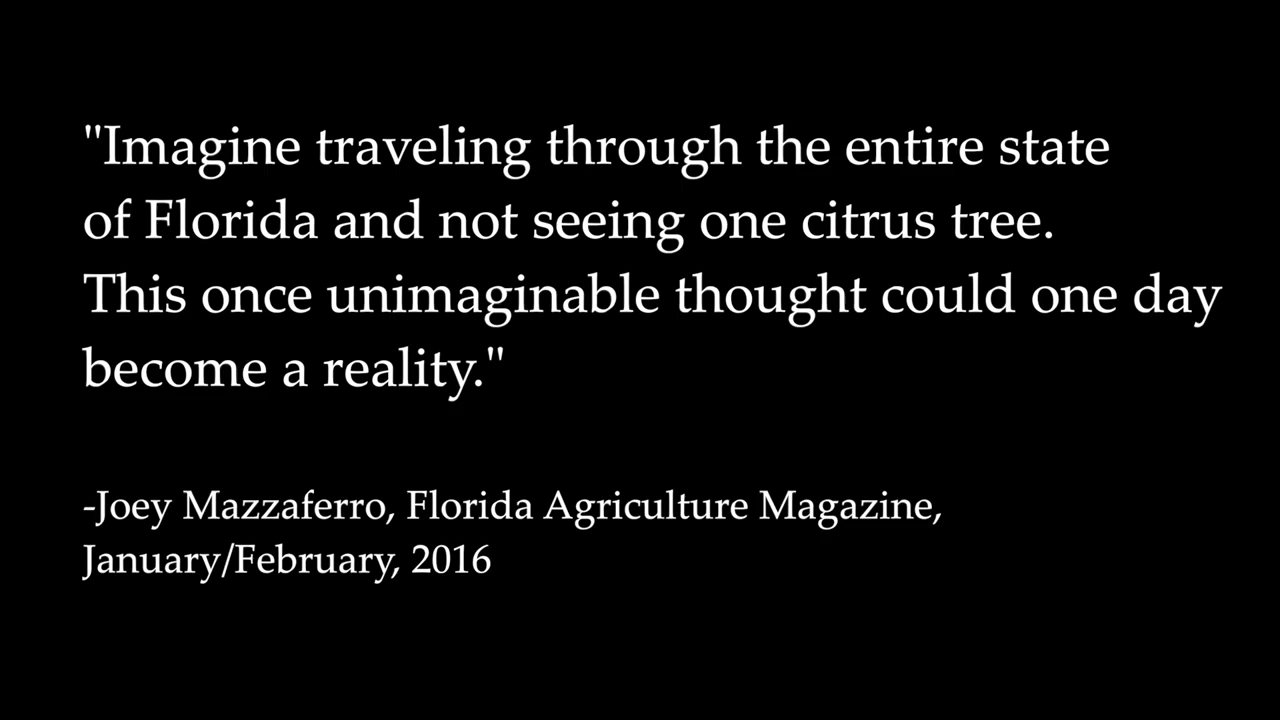 "Imagine traveling through the entire state
of Florida and not seeing one citrus tree.
This once unimaginable thought could one day
become a reality."
-Joey Mazzaferro, Florida Agriculture Magazine,
January/February, 2016